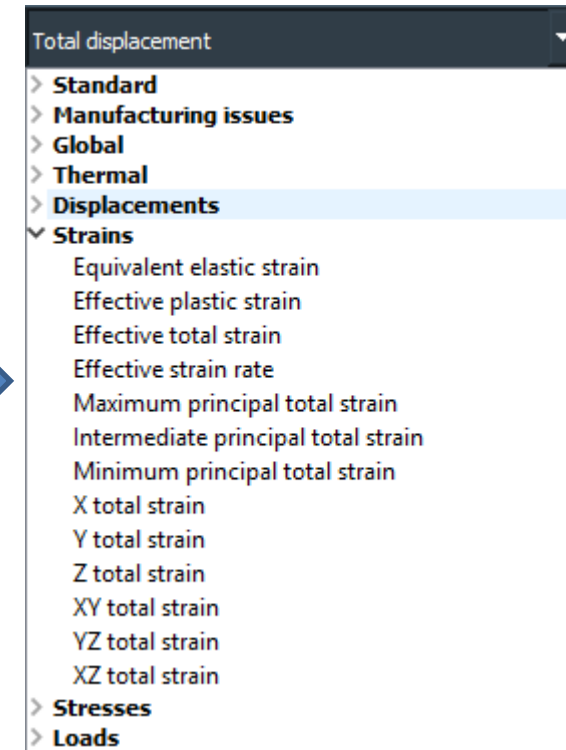 Total displacement
Standard
Manufacturing issues
Global
Thermal
Displacements
Strains
Equivalent elastic strain
Effective plastic strain
Effective total strain
Effective strain rate
Maximum principal total strain
Intermediate principal total strain
Minimum principal total strain
X total strain
Y total strain
Z total strain
XY total strain
YZ total strain
XZ total strain
Stresses
Loads